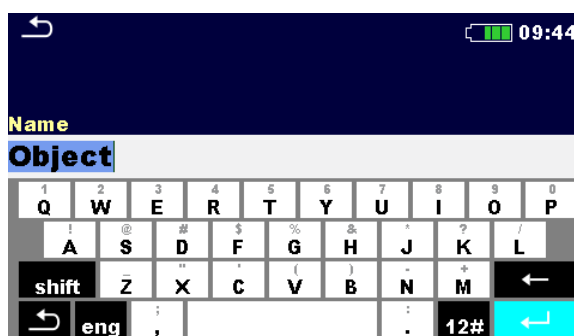 09:44
Name
Object
1 2 3 4 5 6 7 8 9 0
Q W E R T Y U I O P
! @ # $ % & * ? /
A S D F G H J K L
_ " ' ( ) - +
shift Z X C V B N M
; :
eng , . 12#